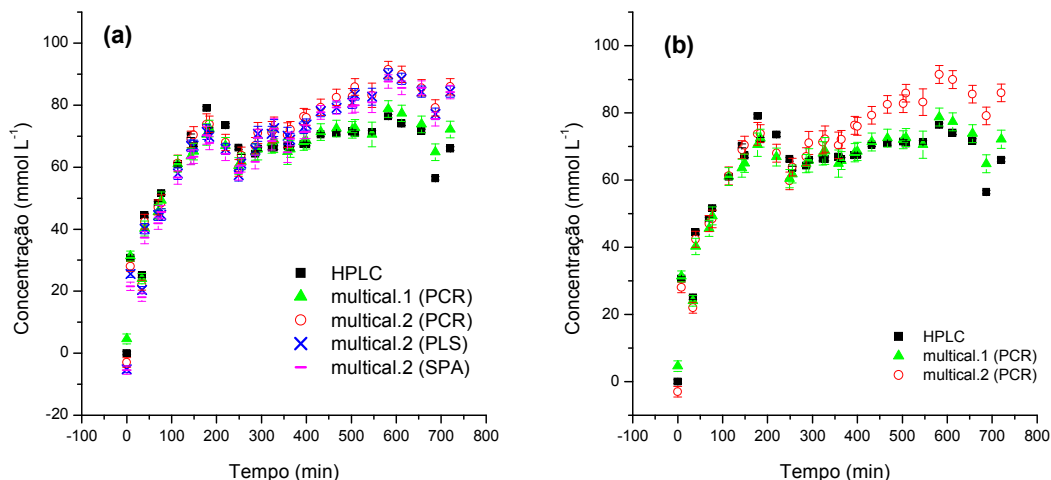 (a)
Concentração (mmol L⁻¹)
100
80
60
40
20
0
-20
-100 0 100 200 300 400 500 600 700 800
Tempo (min)
HPLC
multical.1 (PCR)
multical.2 (PCR)
multical.2 (PLS)
multical.2 (SPA)
(b)
Concentração (mmol L⁻¹)
100
80
60
40
20
0
-100 0 100 200 300 400 500 600 700 800
Tempo (min)
HPLC
multical.1 (PCR)
multical.2 (PCR)